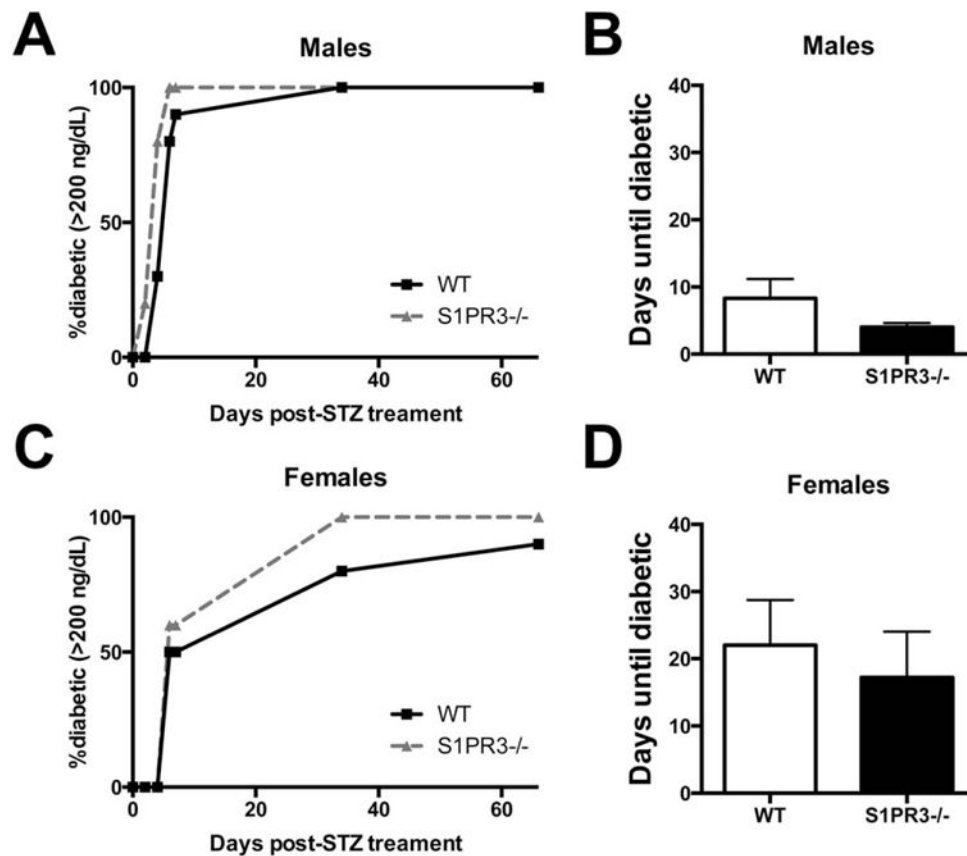 A
Males
%diabetic (>200 ng/dL)
100
50
0
0 20 40 60
WT
S1PR3-/-
Days post-STZ treament
B
Males
Days until diabetic
40
30
20
10
0
WT S1PR3-/-
C
Females
%diabetic (>200 ng/dL)
100
50
0
0 20 40 60
WT
S1PR3-/-
Days post-STZ treament
D
Females
Days until diabetic
40
30
20
10
0
WT S1PR3-/-